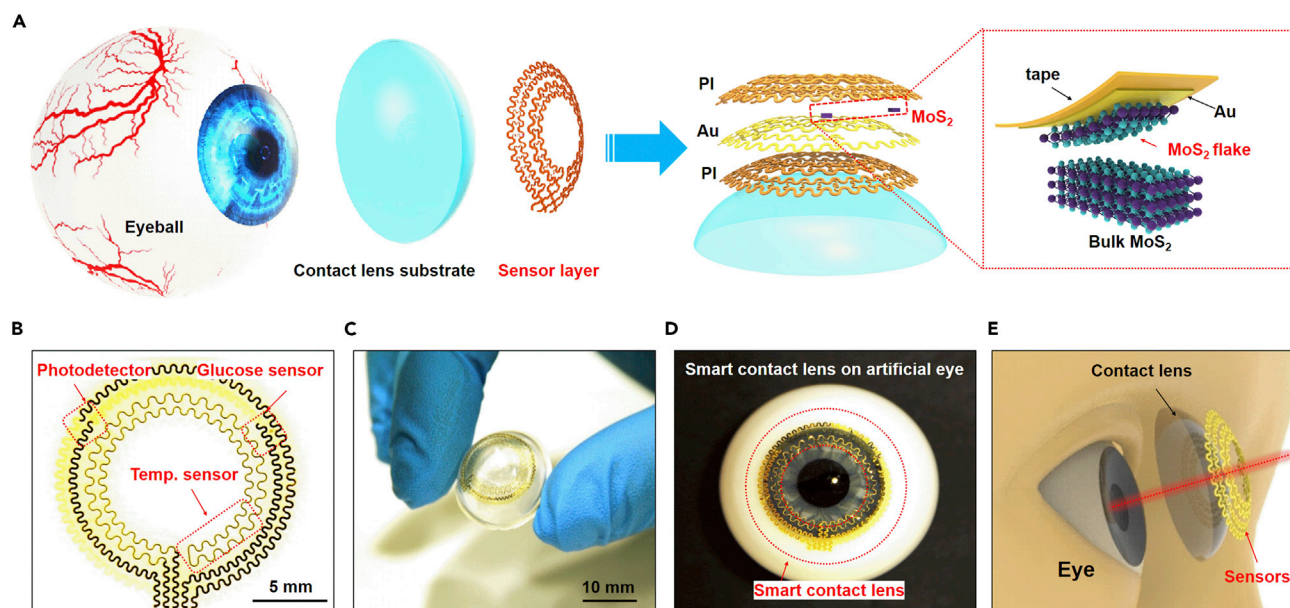 A
Eyeball
Contact lens substrate
Sensor layer
PI
Au
PI
MoS₂
tape
Au
MoS₂ flake
Bulk MoS₂
B
Photodetector
Glucose sensor
Temp. sensor
5 mm
C
10 mm
D
Smart contact lens on artificial eye
Smart contact lens
E
Contact lens
Eye
Sensors